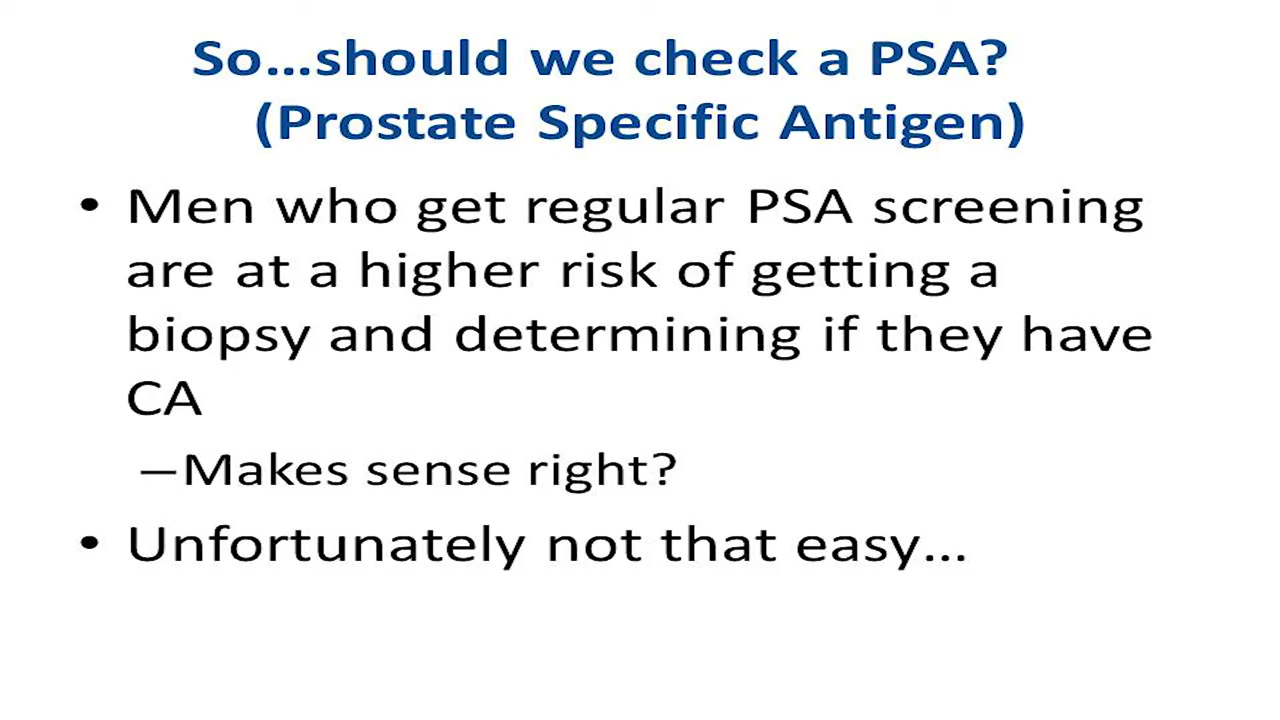 So...should we check a PSA?
(Prostate Specific Antigen)
• Men who get regular PSA screening
are at a higher risk of getting a
biopsy and determining if they have
CA
–Makes sense right?
• Unfortunately not that easy...